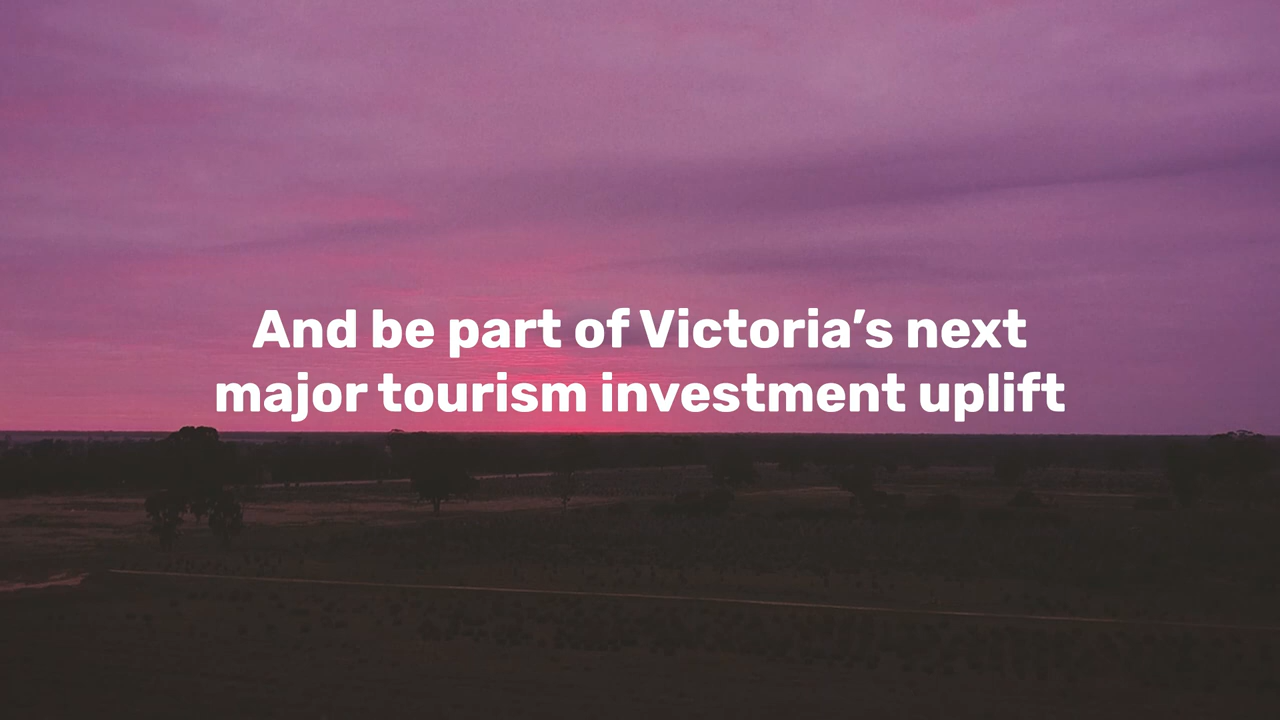 And be part of Victoria’s next
major tourism investment uplift